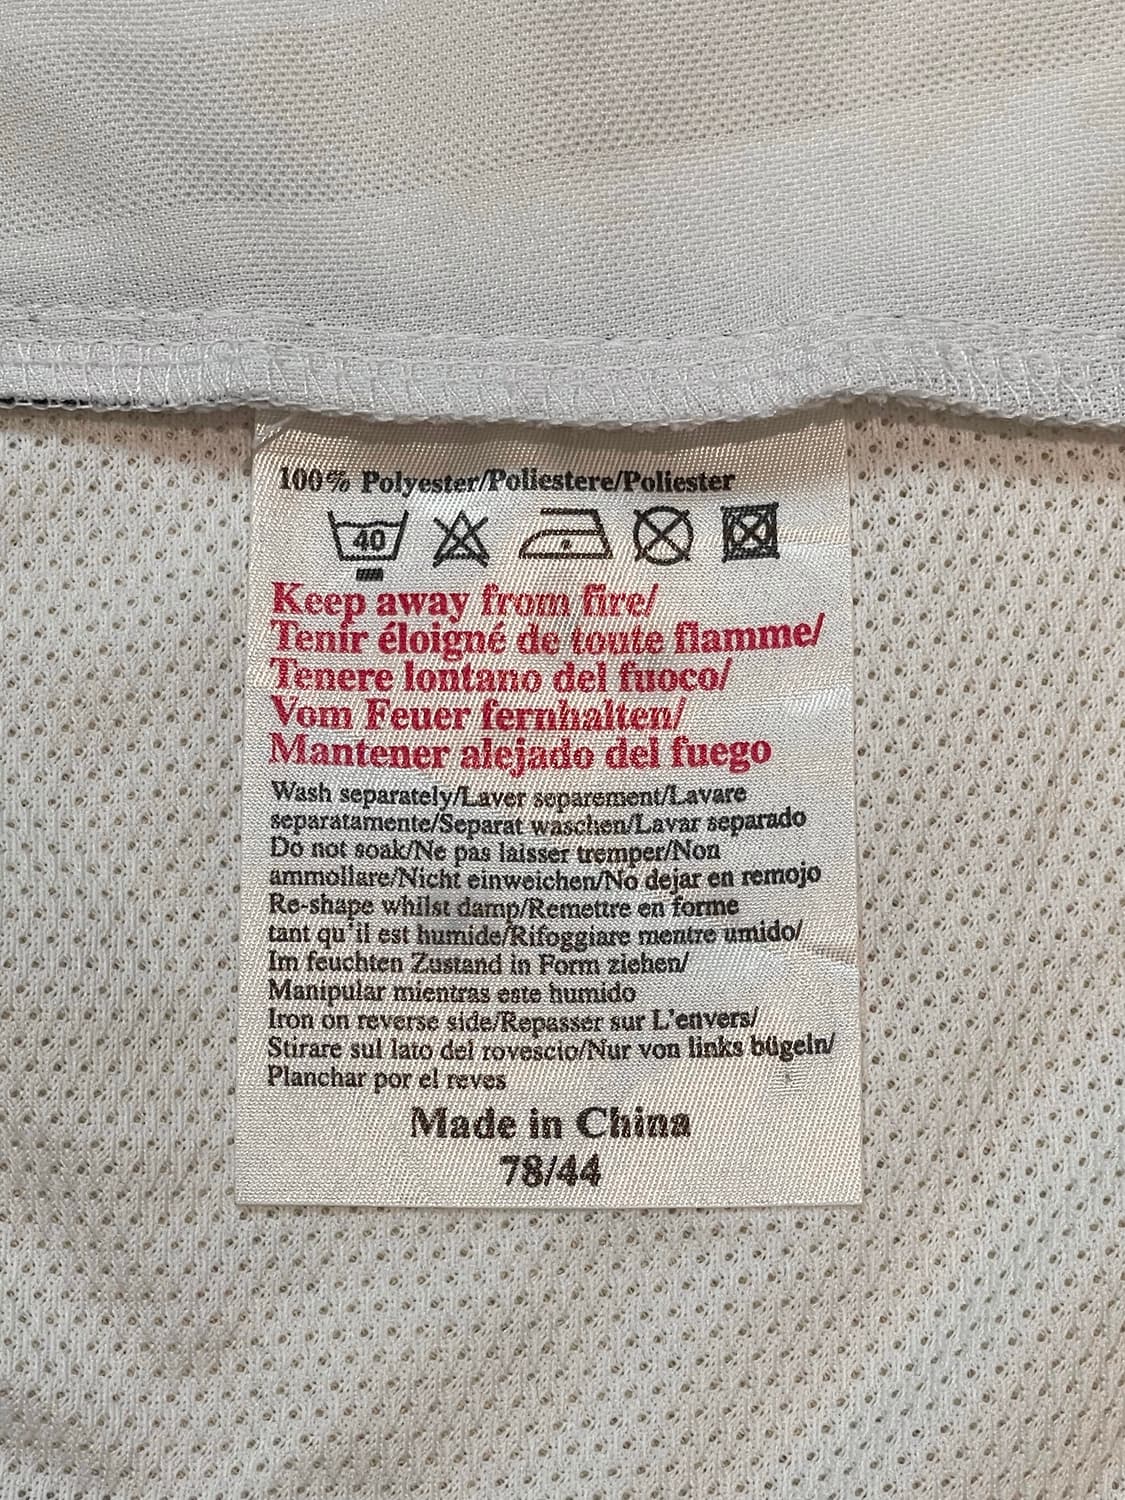 100% Polyester/Poliestere/Poliester
40
Keep away from fire/
Tenir éloigné de toute flamme/
Tenere lontano del fuoco/
Vom Feuer fernhalten/
Mantener alejado del fuego
Wash separately/Laver separement/Lavare
separatamente/Separat waschen/Lavar separado
Do not soak/Ne pas laisser tremper/Non
ammollare/Nicht einweichen/No dejar en remojo
Re-shape whilst damp/Remettre en forme
tant qu'il est humide/Rifoggiare mentre umido/
Im feuchten Zustand in Form ziehen/
Manipular mientras este humido
Iron on reverse side/Repasser sur L'envers/
Stirare sul lato del rovescio/Nur von links bügeln/
Planchar por el reves
Made in China
78/44